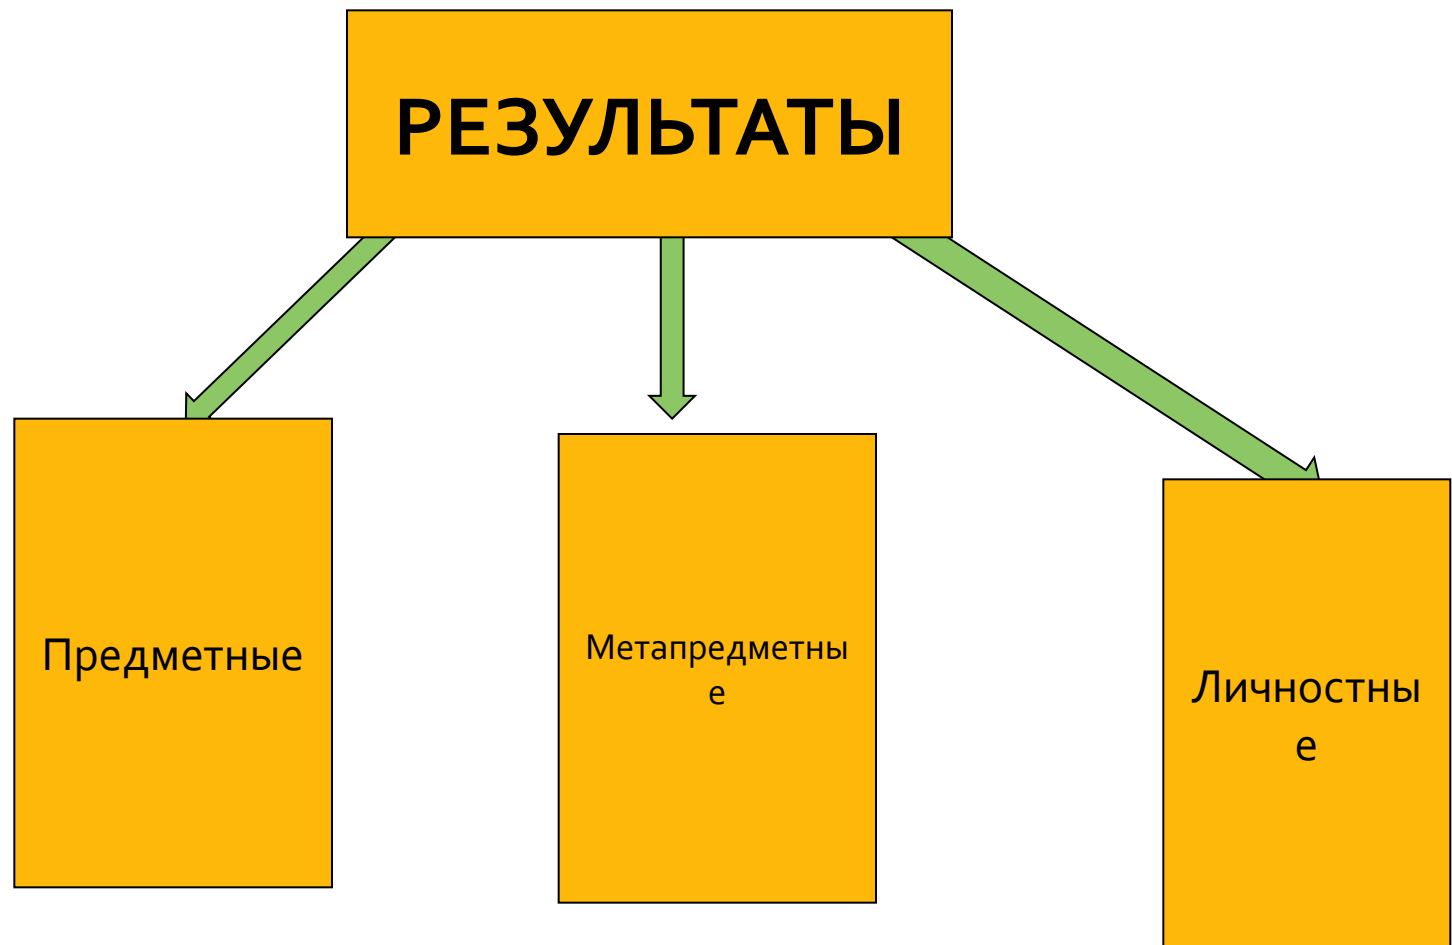 РЕЗУЛЬТАТЫ
Предметные
Метапредметны
е
Личностны
е